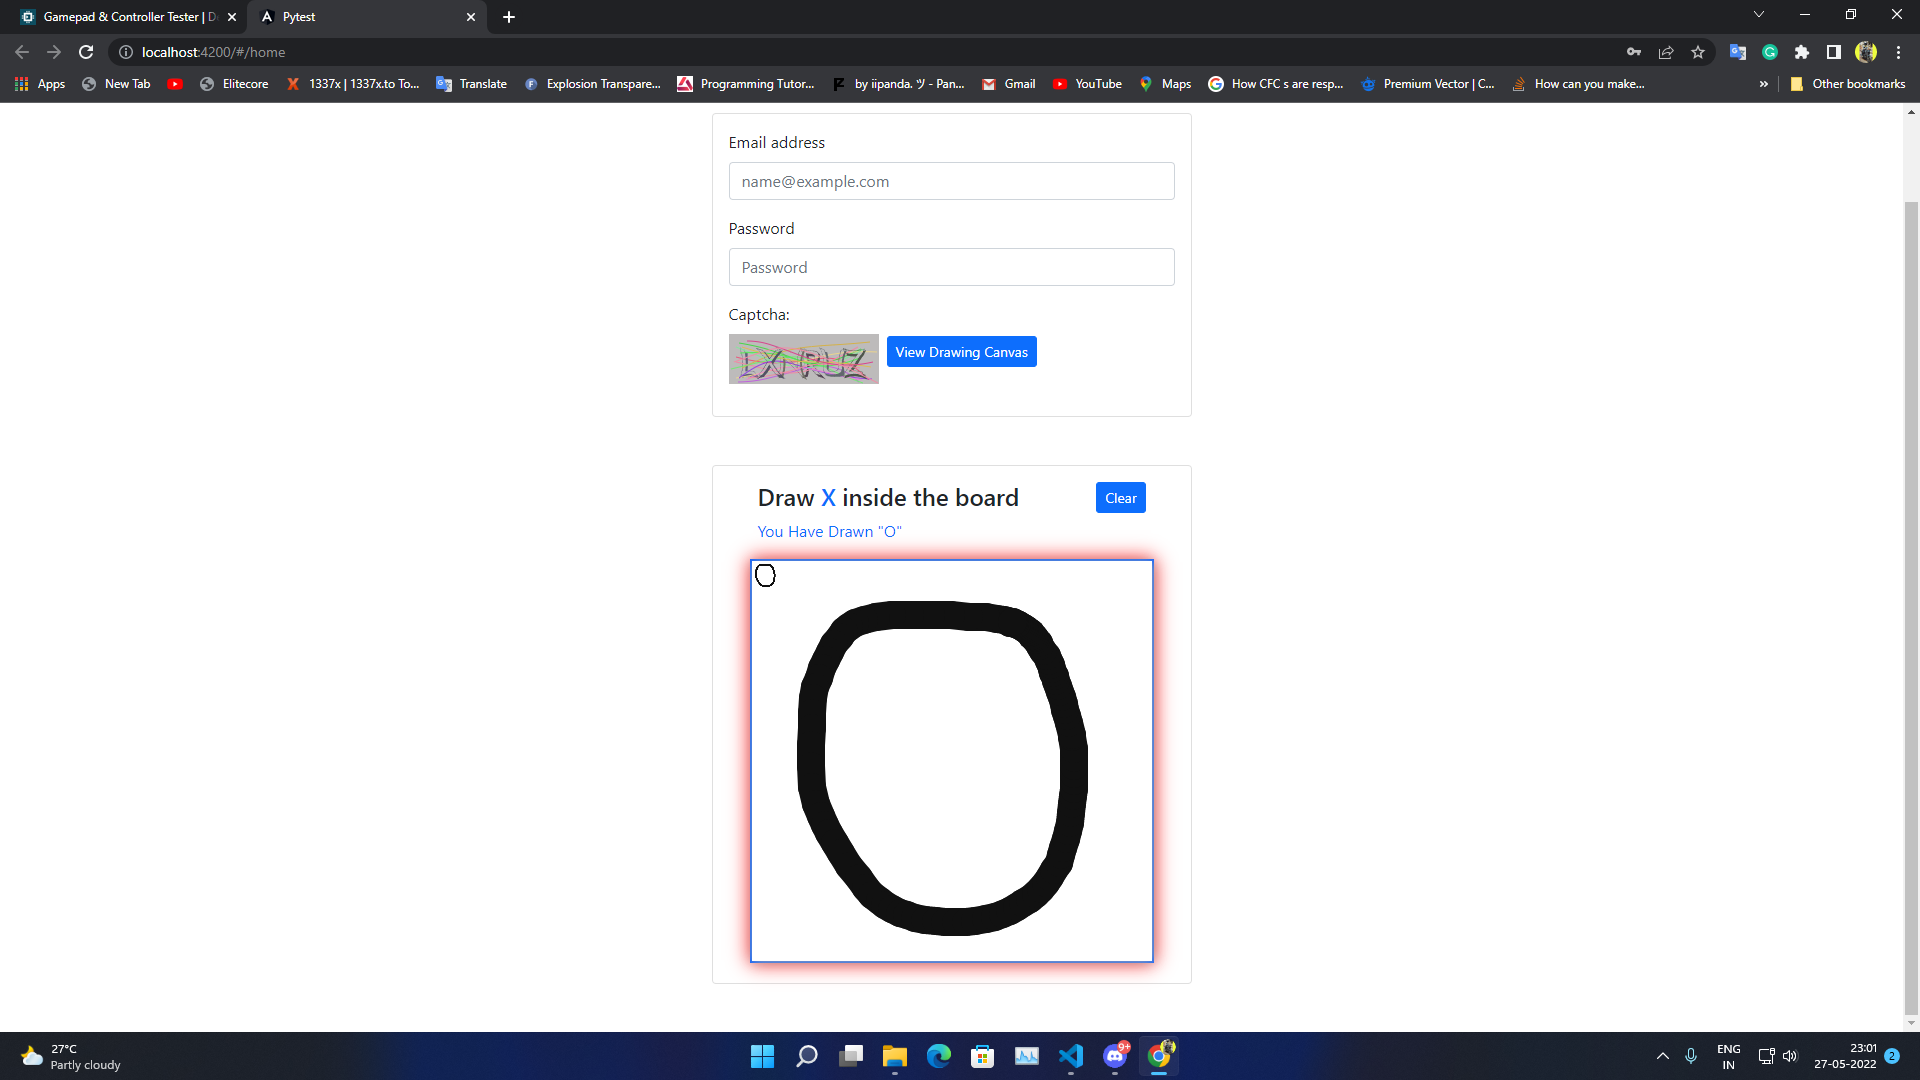 Gamepad & Controller Tester | D
Pytest
localhost:4200/#/home
Apps
New Tab
Elitecore
1337x | 1337x.to To...
Translate
Explosion Transpare...
Programming Tutor...
by iipanda. ツ - Pan...
Gmail
YouTube
Maps
How CFC s are resp...
Premium Vector | C...
How can you make...
»
Other bookmarks
Email address
name@example.com
Password
Password
Captcha:
View Drawing Canvas
Draw X inside the board
Clear
You Have Drawn "O"
O
O
27°C
Partly cloudy
9+
ENG
IN
23:01
27-05-2022
2